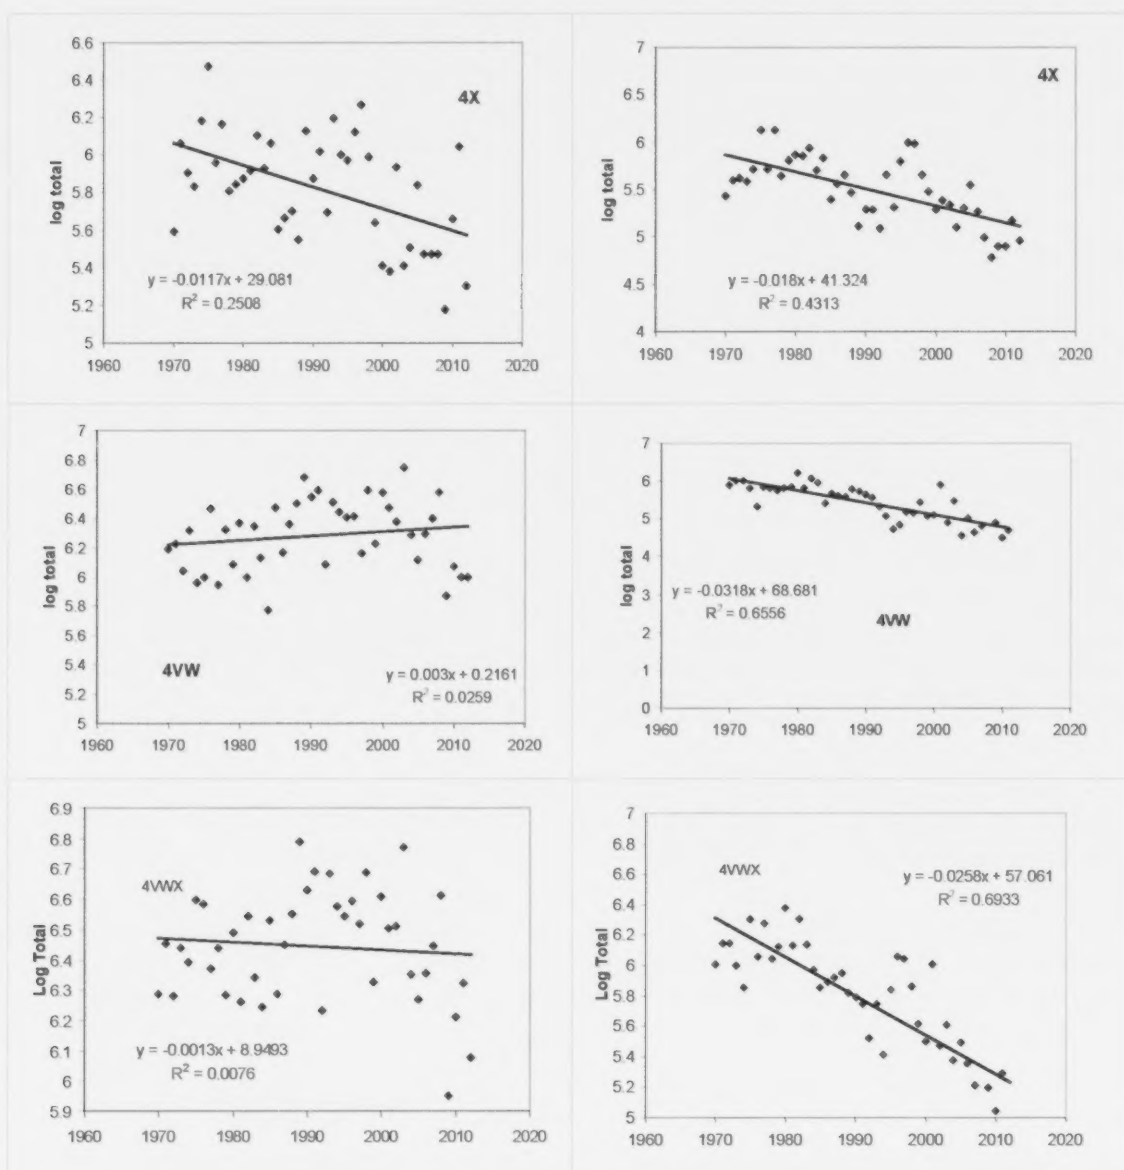 6.6
6.4
6.2
6
5.8
5.6
5.4
5.2
5
log total
4X
y = -0.0117x + 29.081
R² = 0.2508
1960 1970 1980 1990 2000 2010 2020
7
6.5
6
5.5
5
4.5
4
log total
4X
y = -0.018x + 41.324
R² = 0.4313
1960 1970 1980 1990 2000 2010 2020
7
6.8
6.6
6.4
6.2
6
5.8
5.6
5.4
5.2
5
log total
4VW
y = 0.003x + 0.2161
R² = 0.0259
1960 1970 1980 1990 2000 2010 2020
7
6
5
4
3
2
1
0
log total
y = -0.0318x + 68.681
R² = 0.6556
4VW
1960 1970 1980 1990 2000 2010 2020
6.9
6.8
6.7
6.6
6.5
6.4
6.3
6.2
6.1
6
5.9
Log Total
4VWX
y = -0.0013x + 8.9493
R² = 0.0076
1960 1970 1980 1990 2000 2010 2020
7
6.8
6.6
6.4
6.2
6
5.8
5.6
5.4
5.2
5
Log Total
4VWX
y = -0.0258x + 57.061
R² = 0.6933
1960 1970 1980 1990 2000 2010 2020